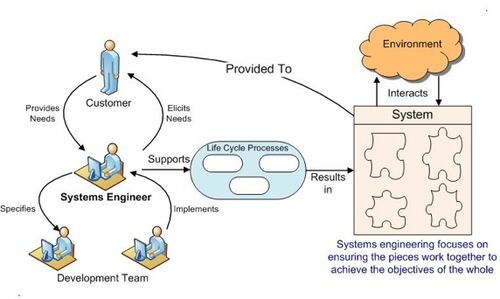 Environment
Provided To
Customer
Interacts
Provides
Needs
Elicits
Needs
System
Life Cycle Processes
Supports
Results
in
Systems Engineer
Specifies
Implements
Development Team
Systems engineering focuses on
ensuring the pieces work together to
achieve the objectives of the whole